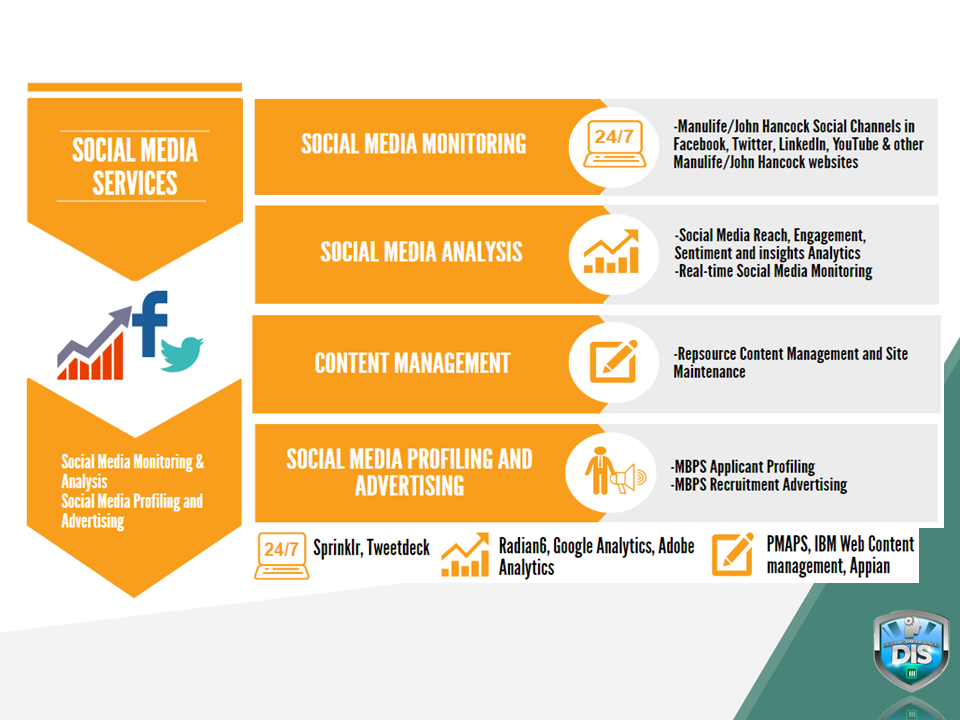 SOCIAL MEDIA
SERVICES
Social Media Monitoring &
Analysis
Social Media Profiling and
Advertising
SOCIAL MEDIA MONITORING
24/7
-Manulife/John Hancock Social Channels in
Facebook, Twitter, LinkedIn, YouTube & other
Manulife/John Hancock websites
SOCIAL MEDIA ANALYSIS
-Social Media Reach, Engagement,
Sentiment and insights Analytics
-Real-time Social Media Monitoring
CONTENT MANAGEMENT
-Repsource Content Management and Site
Maintenance
SOCIAL MEDIA PROFILING AND
ADVERTISING
-MBPS Applicant Profiling
-MBPS Recruitment Advertising
24/7
Sprinklr, Tweetdeck
Radian6, Google Analytics, Adobe
Analytics
PMAPS, IBM Web Content
management, Appian
DIS